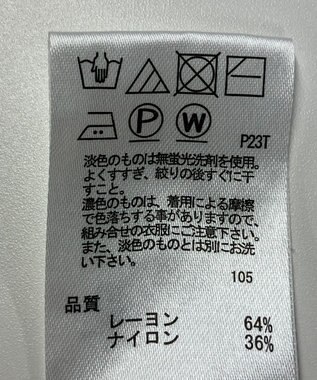 P W
P23T
淡色のものは無蛍光洗剤を使用。
よくすすぎ、絞りの後すぐに干
すこと。
濃色のものは、着用による摩擦
で色落ちする事がありますので、
組み合せの衣服にご注意下さい。
また、淡色のものとは別にお洗
い下さい。
105
品質
レーヨン 64%
ナイロン 36%